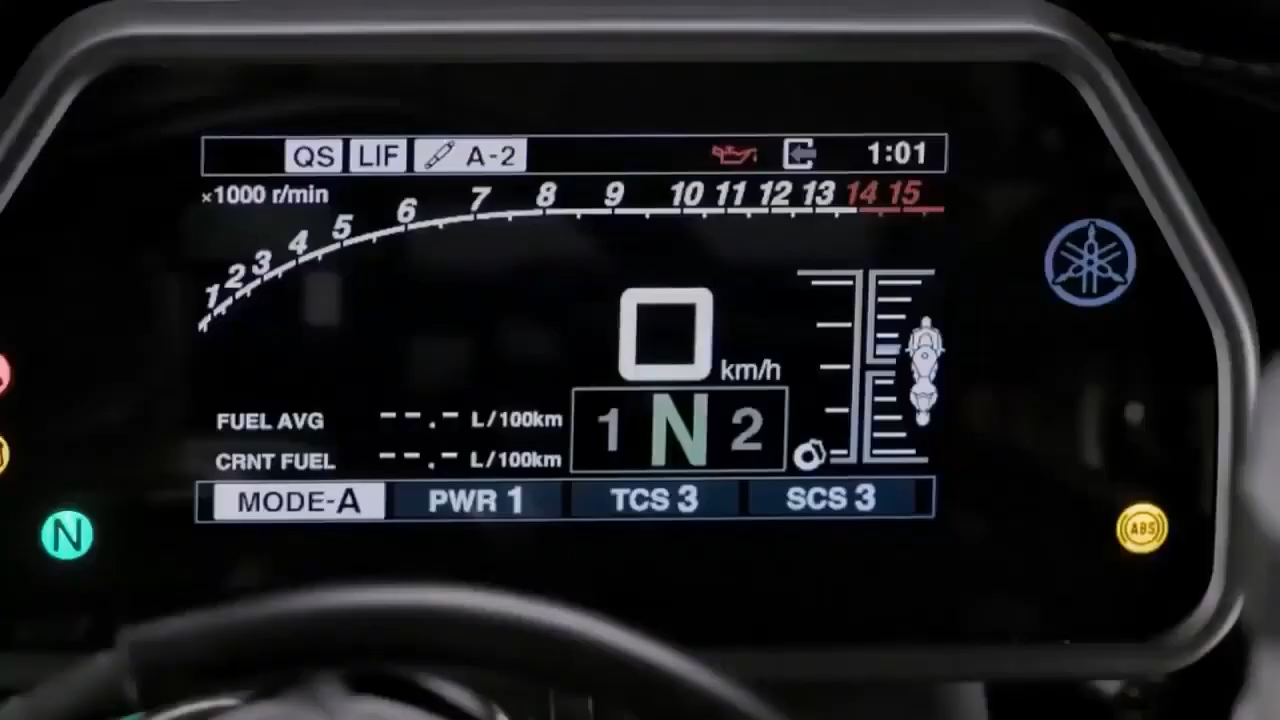 QS LIF A-2 1:01
×1000 r/min
1 2 3 4 5 6 7 8 9 10 11 12 13 14 15
0 km/h
FUEL AVG --.- L/100km
CRNT FUEL --.- L/100km
1 N 2
MODE-A PWR 1 TCS 3 SCS 3
N
ABS